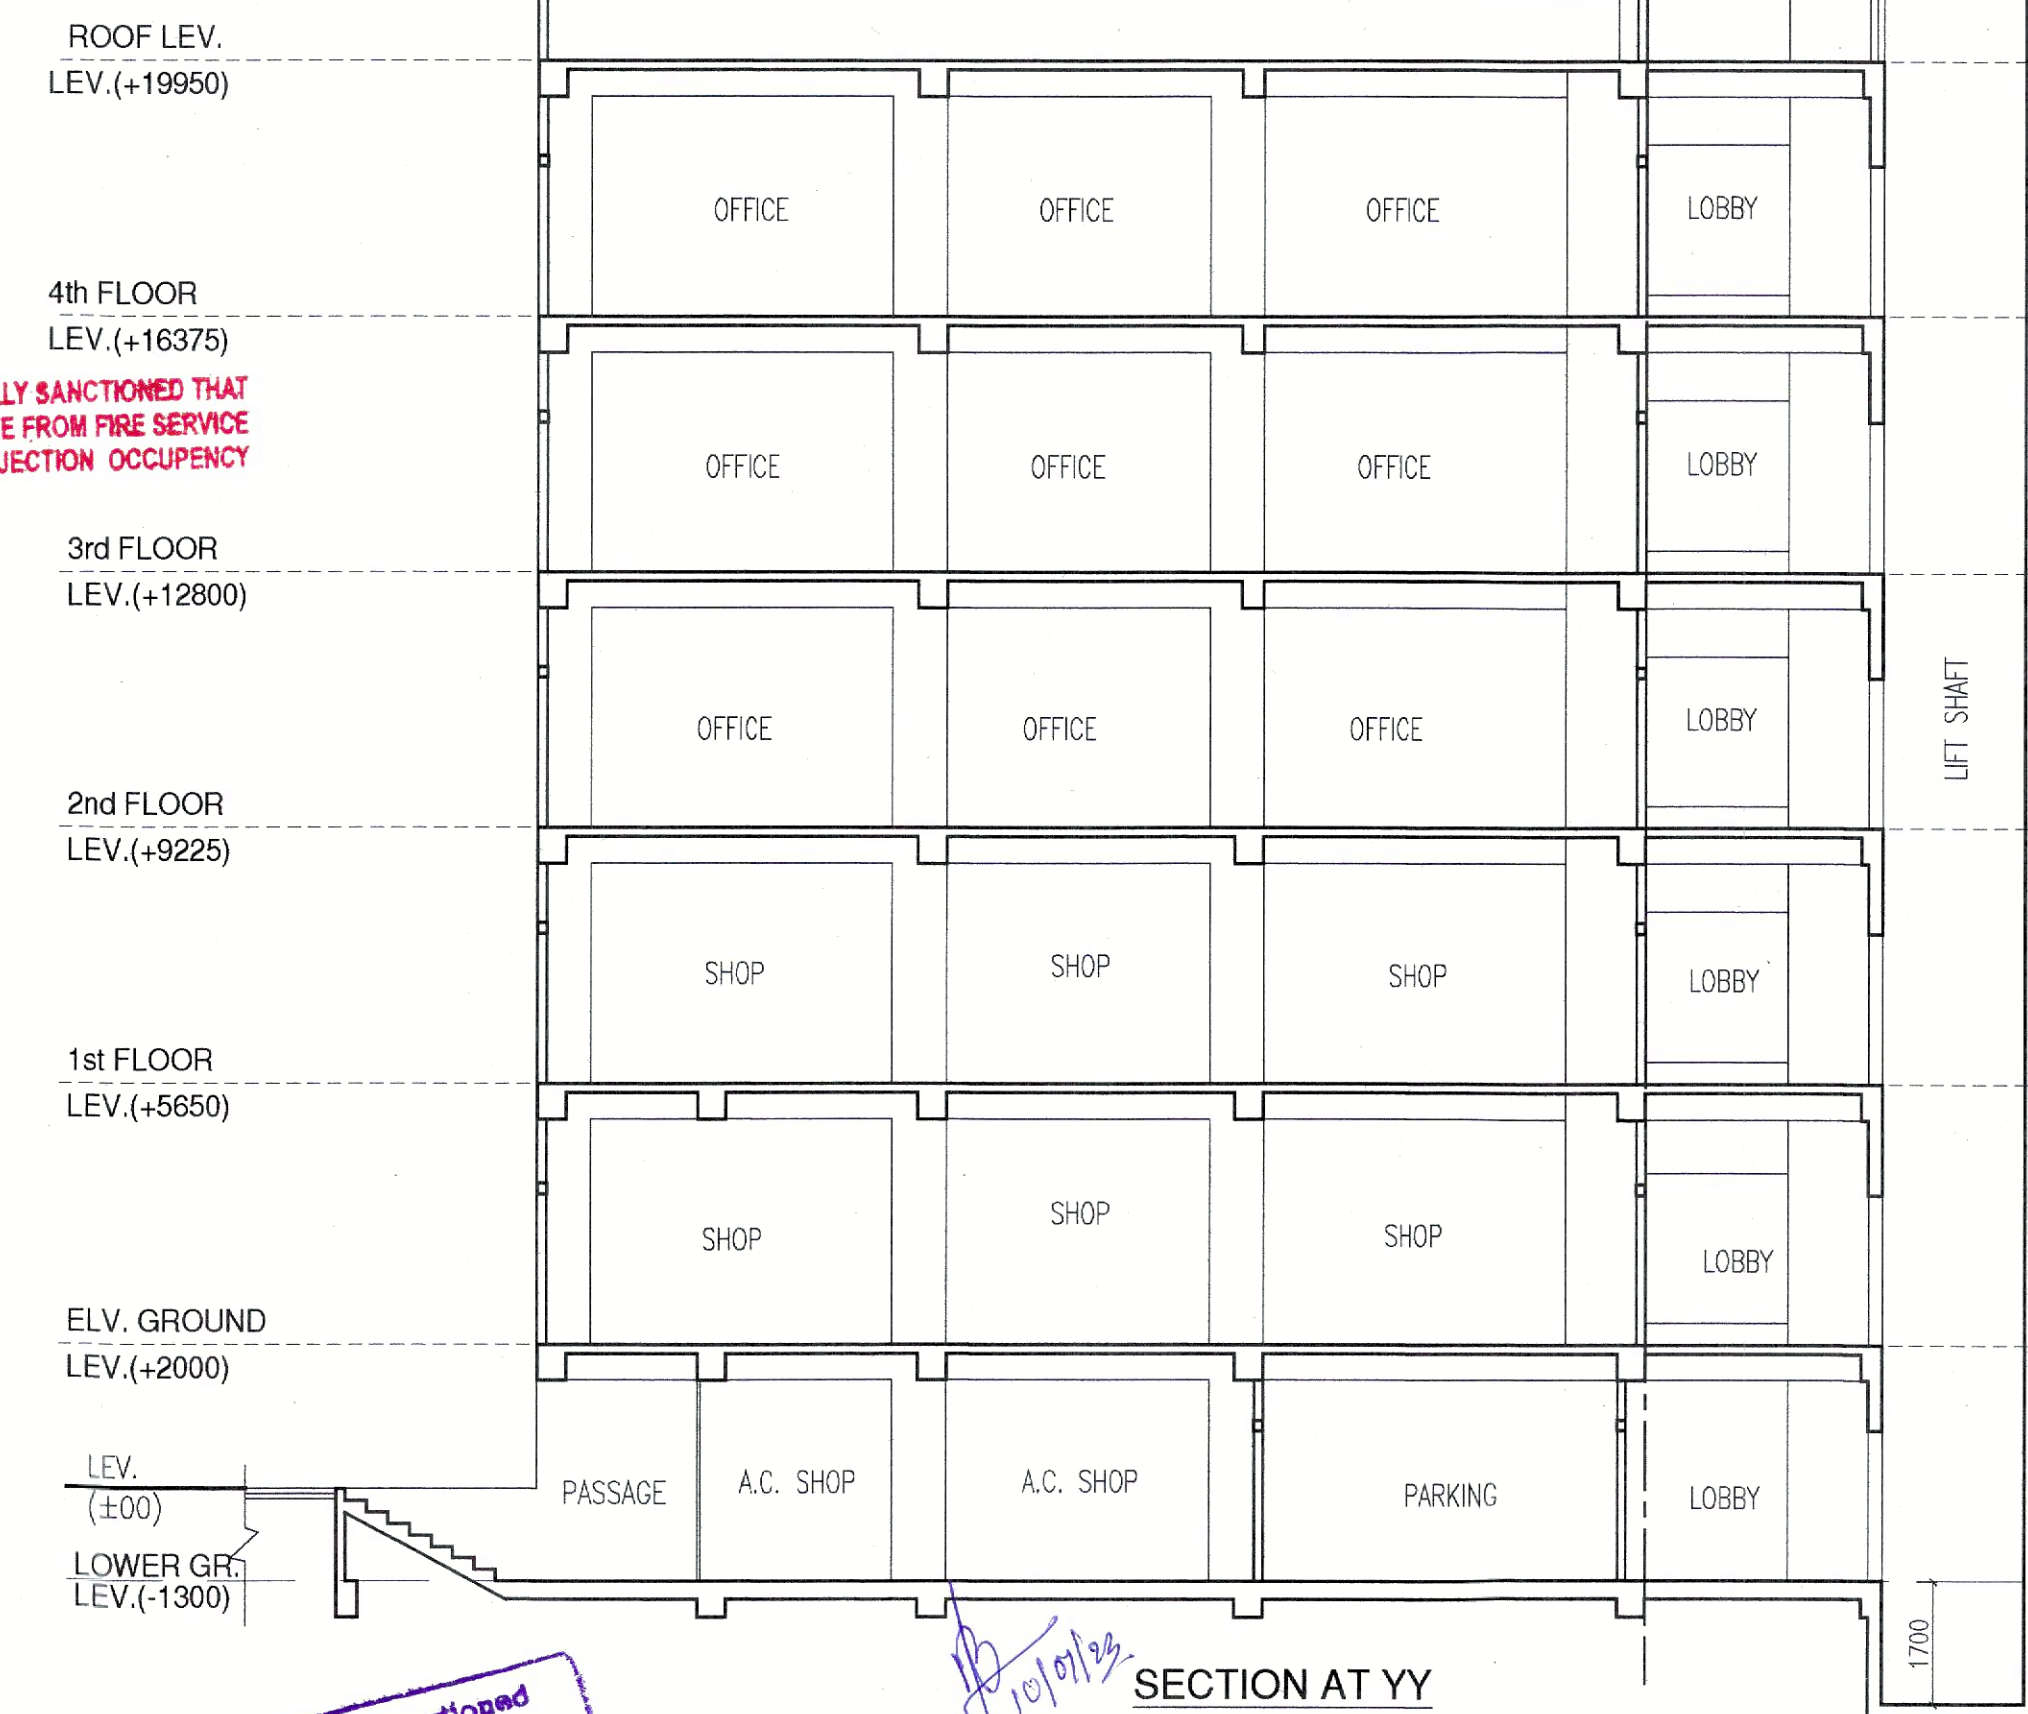 ROOF LEV.
LEV.(+19950)
OFFICE OFFICE OFFICE LOBBY
4th FLOOR
LEV.(+16375)
LY SANCTIONED THAT
E FROM FIRE SERVICE
JECTION OCCUPENCY
OFFICE OFFICE OFFICE LOBBY
3rd FLOOR
LEV.(+12800)
OFFICE OFFICE OFFICE LOBBY
LIFT SHAFT
2nd FLOOR
LEV.(+9225)
SHOP SHOP SHOP LOBBY
1st FLOOR
LEV.(+5650)
SHOP SHOP SHOP LOBBY
ELV. GROUND
LEV.(+2000)
LEV.
(±00)
PASSAGE A.C. SHOP A.C. SHOP PARKING LOBBY
LOWER GR.
LEV.(-1300)
1700
10/07/23
SECTION AT YY
tioned